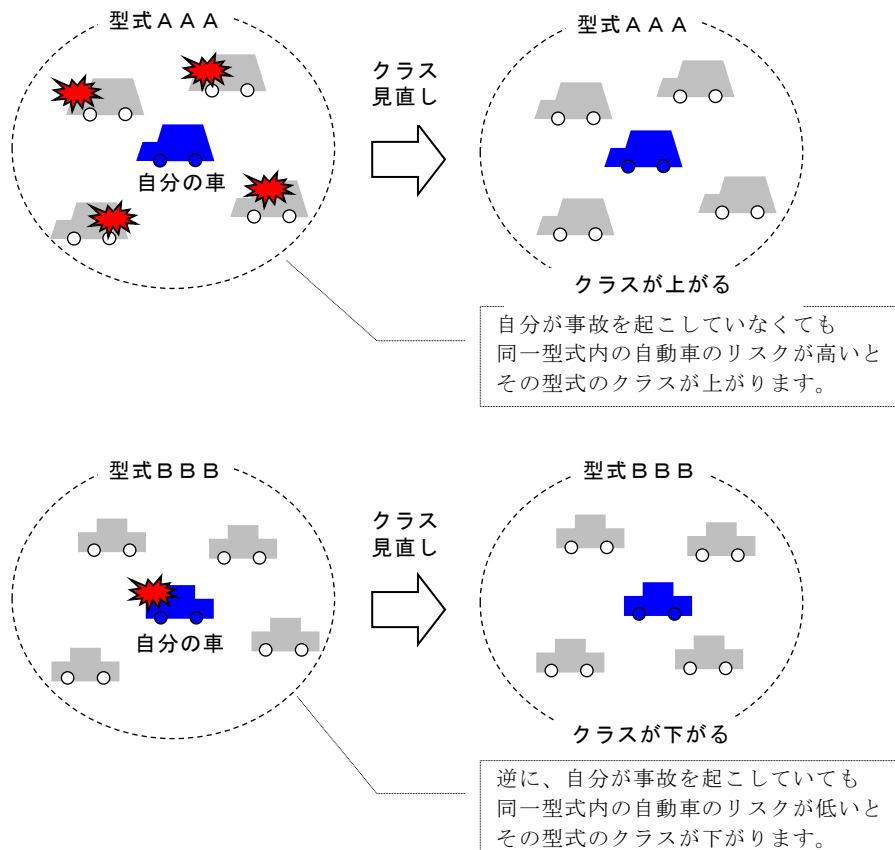 型式ＡＡＡ
自分の車
クラス
見直し
型式ＡＡＡ
クラスが上がる
自分が事故を起こしていなくても
同一型式内の自動車のリスクが高いと
その型式のクラスが上がります。
型式ＢＢＢ
自分の車
クラス
見直し
型式ＢＢＢ
クラスが下がる
逆に、自分が事故を起こしていても
同一型式内の自動車のリスクが低いと
その型式のクラスが下がります。